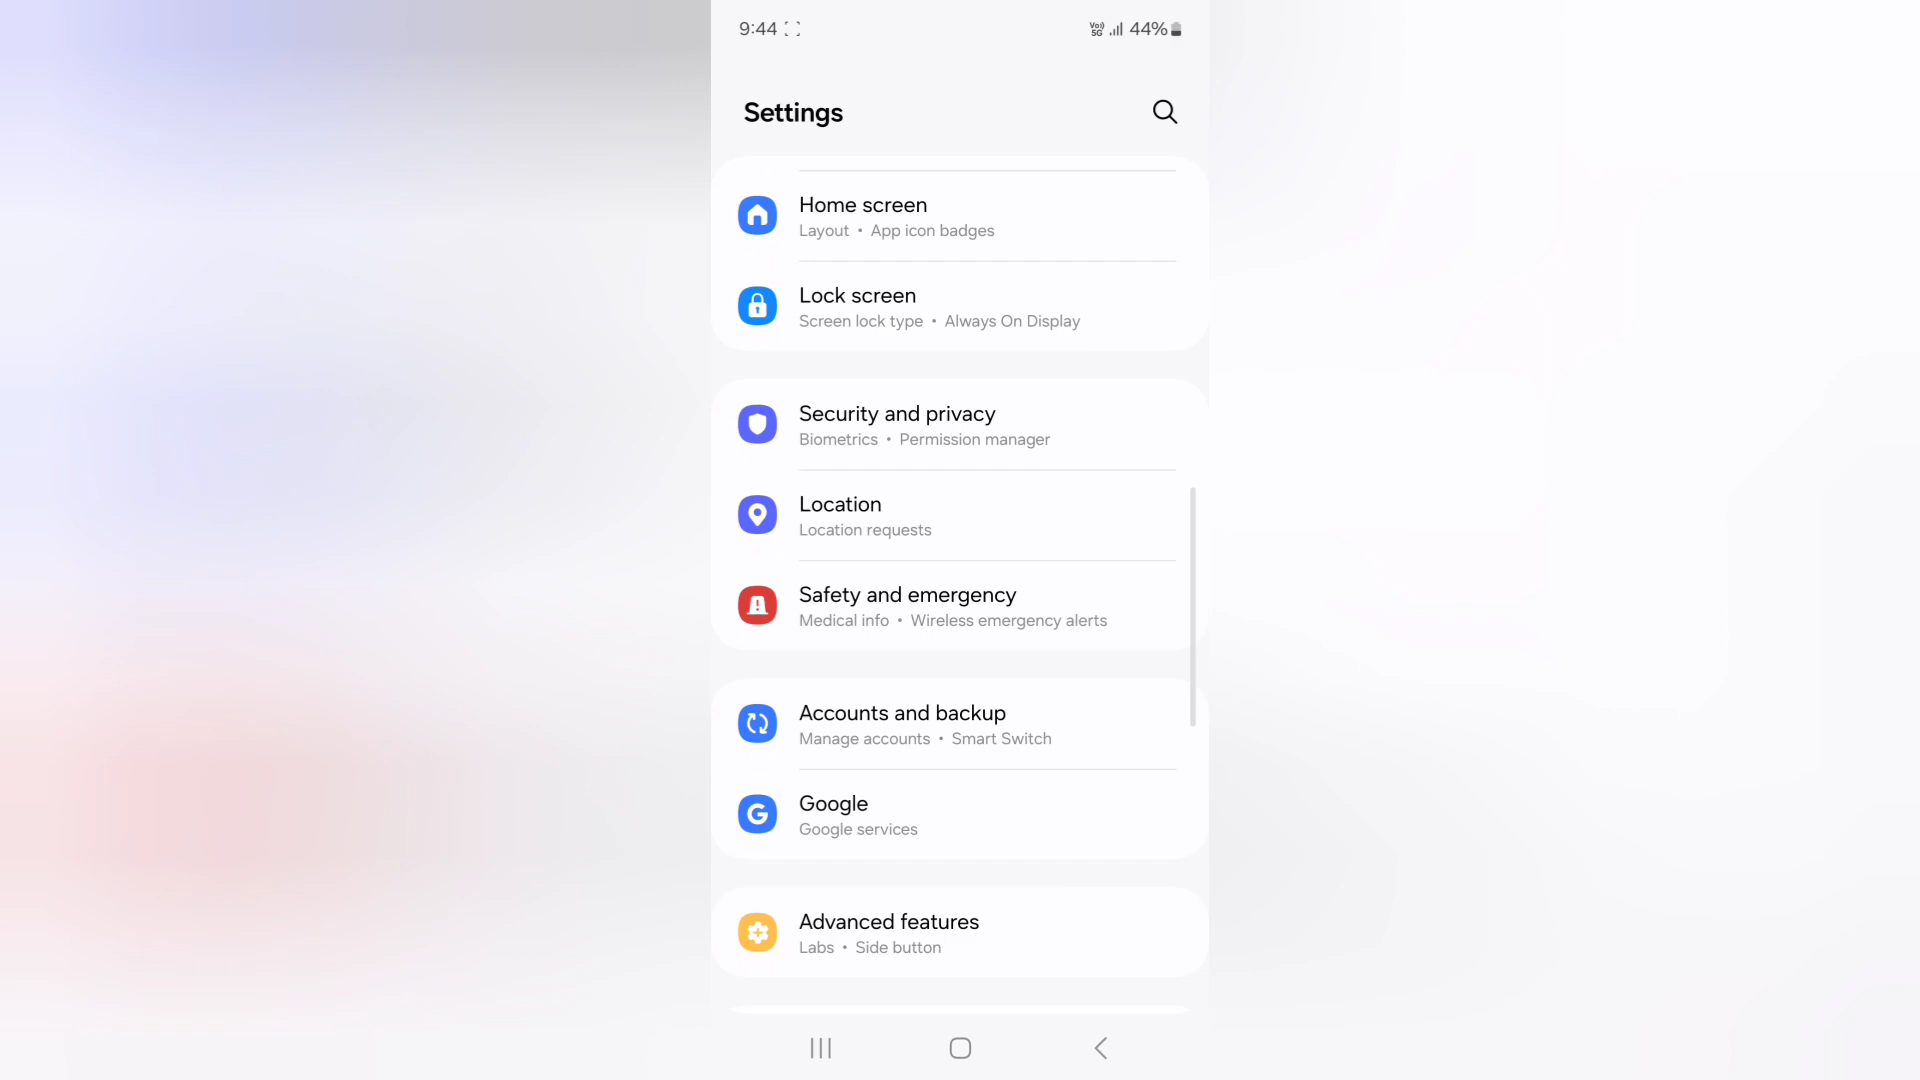 9:44
Vo)) 5G 44%
Settings
Home screen
Layout • App icon badges
Lock screen
Screen lock type • Always On Display
Security and privacy
Biometrics • Permission manager
Location
Location requests
Safety and emergency
Medical info • Wireless emergency alerts
Accounts and backup
Manage accounts • Smart Switch
Google
Google services
Advanced features
Labs • Side button